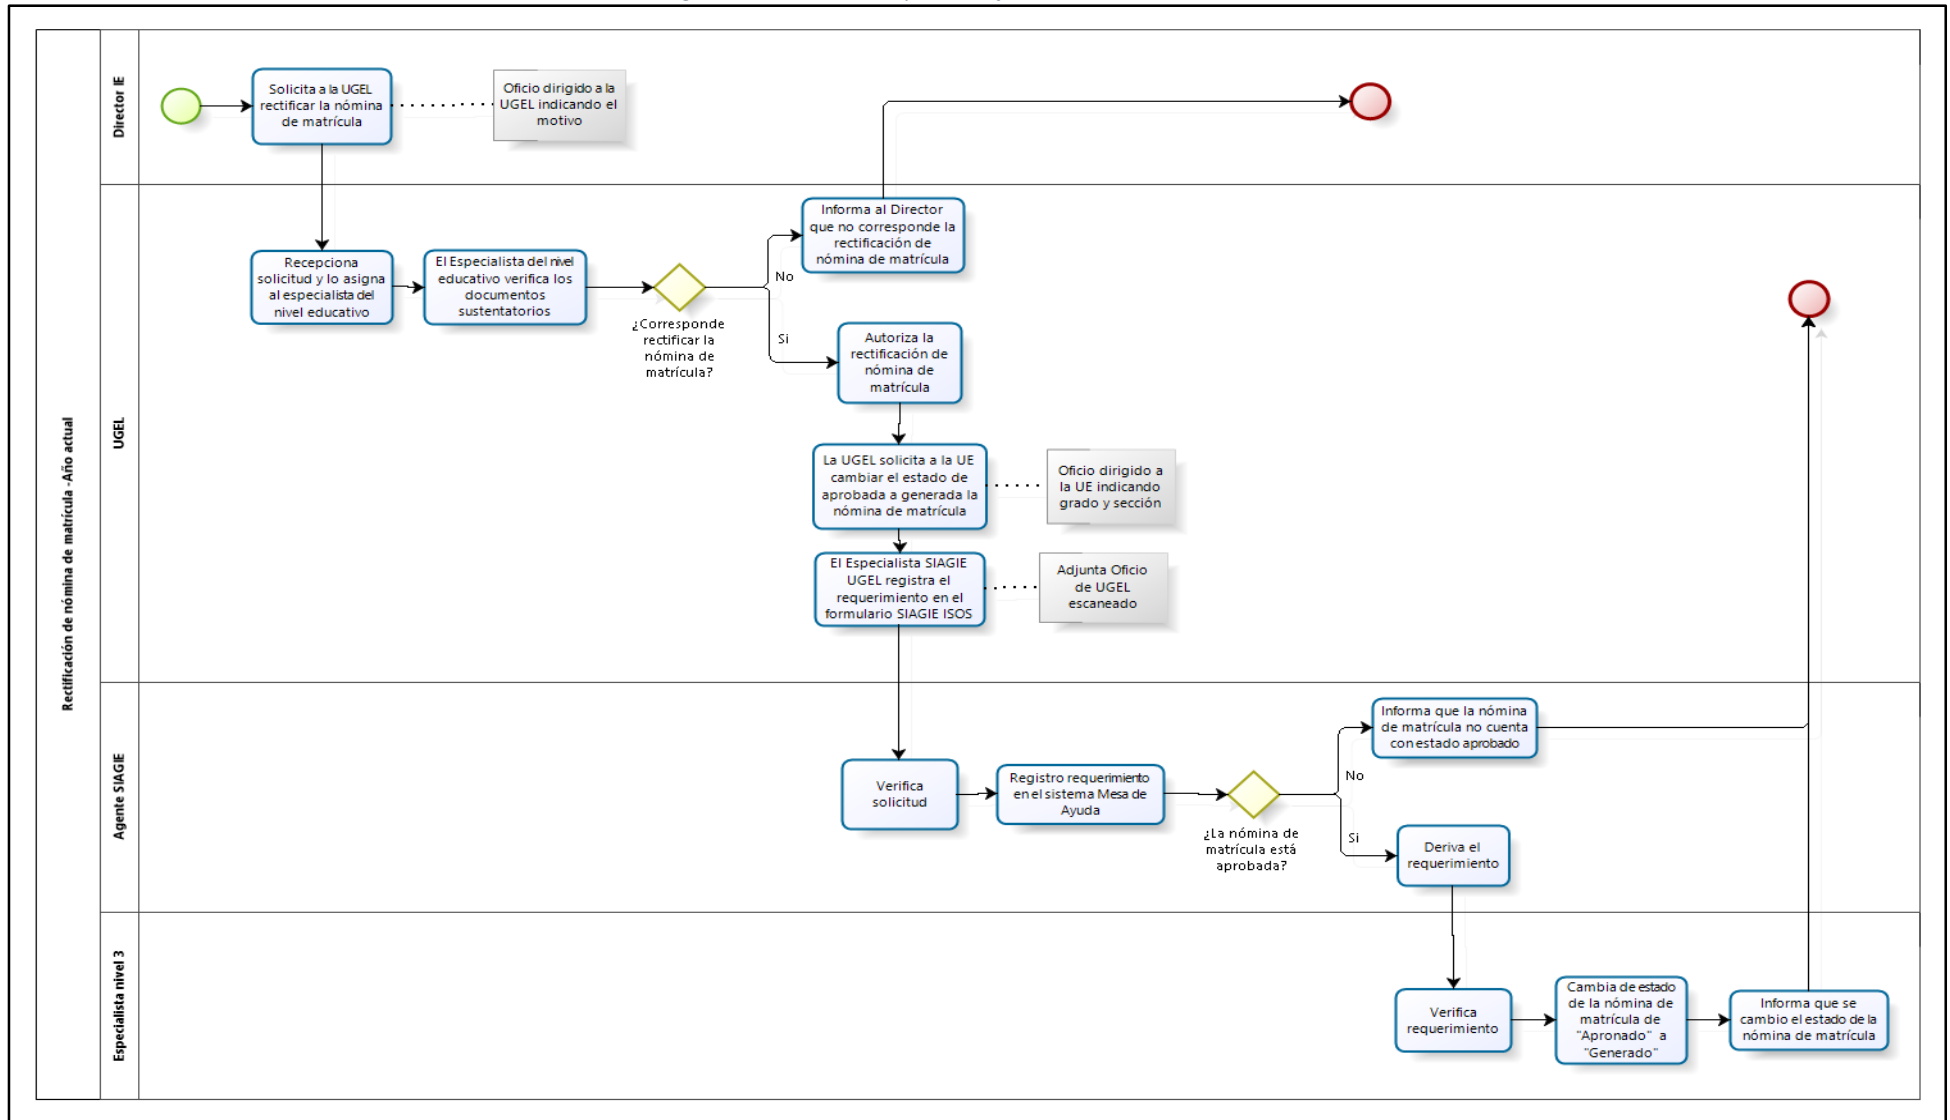 Rectificación de nómina de matrícula -Año actual
Director IE
Solicita a la UGEL
rectificar la nómina
de matrícula
Oficio dirigido a la
UGEL indicando el
motivo
UGEL
Recepciona
solicitud y lo asigna
al especialista del
nivel educativo
El Especialista del nivel
educativo verifica los
documentos
sustentatorios
¿Corresponde
rectificar la
nómina de
matrícula?
No
Si
Informa al Director
que no corresponde la
rectificación de
nómina de matrícula
Autoriza la
rectificación de
nómina de
matrícula
La UGEL solicita a la UE
cambiar el estado de
aprobada a generada la
nómina de matrícula
Oficio dirigido a
la UE indicando
grado y sección
El Especialista SIAGIE
UGEL registra el
requerimiento en el
formulario SIAGIE ISOS
Adjunta Oficio
de UGEL
escaneado
Agente SIAGIE
Verifica
solicitud
Registro requerimiento
en el sistema Mesa de
Ayuda
¿La nómina de
matrícula está
aprobada?
No
Si
Informa que la nómina
de matrícula no cuenta
con estado aprobado
Deriva el
requerimiento
Especialista nivel 3
Verifica
requerimiento
Cambia de estado
de la nómina de
matrícula de
"Apronado" a
"Generado"
Informa que se
cambio el estado de la
nómina de matrícula